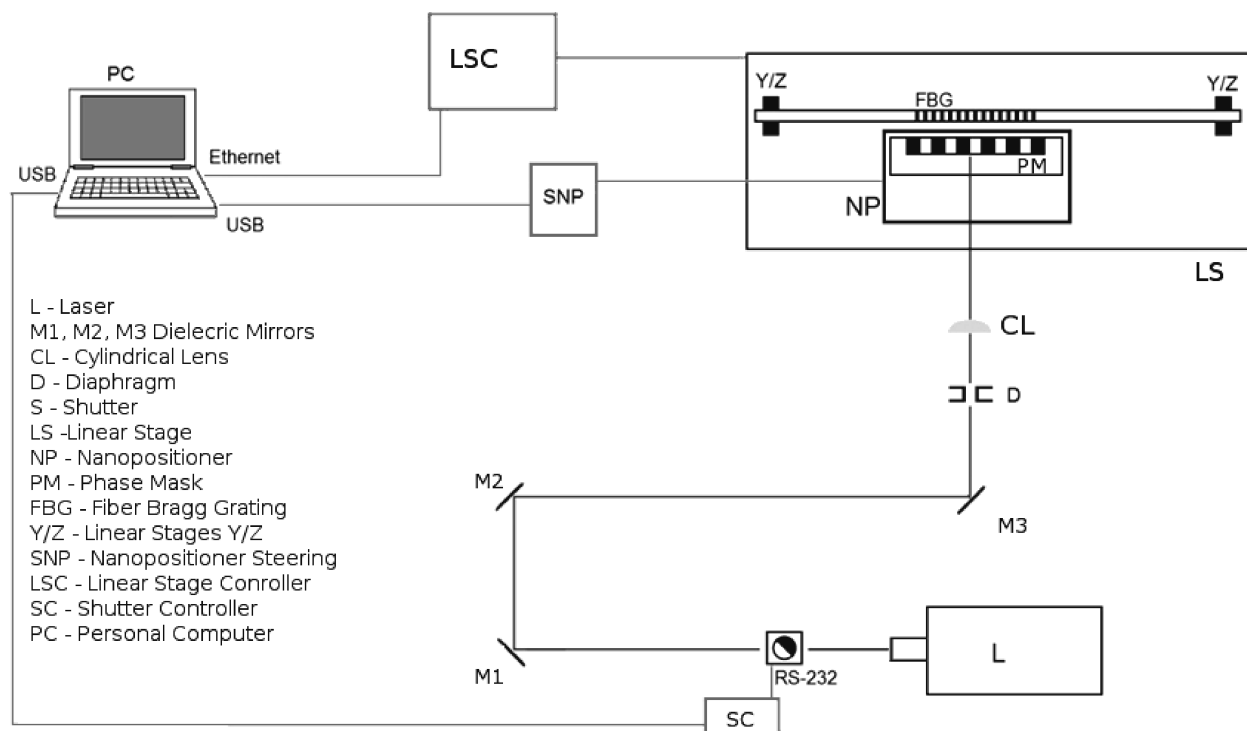 LSC
PC
Y/Z
Y/Z
FBG
PM
Ethernet
USB
SNP
NP
USB
LS
L - Laser
M1, M2, M3 Dielecric Mirrors
CL - Cylindrical Lens
D - Diaphragm
S - Shutter
LS -Linear Stage
NP - Nanopositioner
PM - Phase Mask
FBG - Fiber Bragg Grating
Y/Z - Linear Stages Y/Z
SNP - Nanopositioner Steering
LSC - Linear Stage Conroller
SC - Shutter Controller
PC - Personal Computer
CL
D
M2
M3
M1
RS-232
L
SC